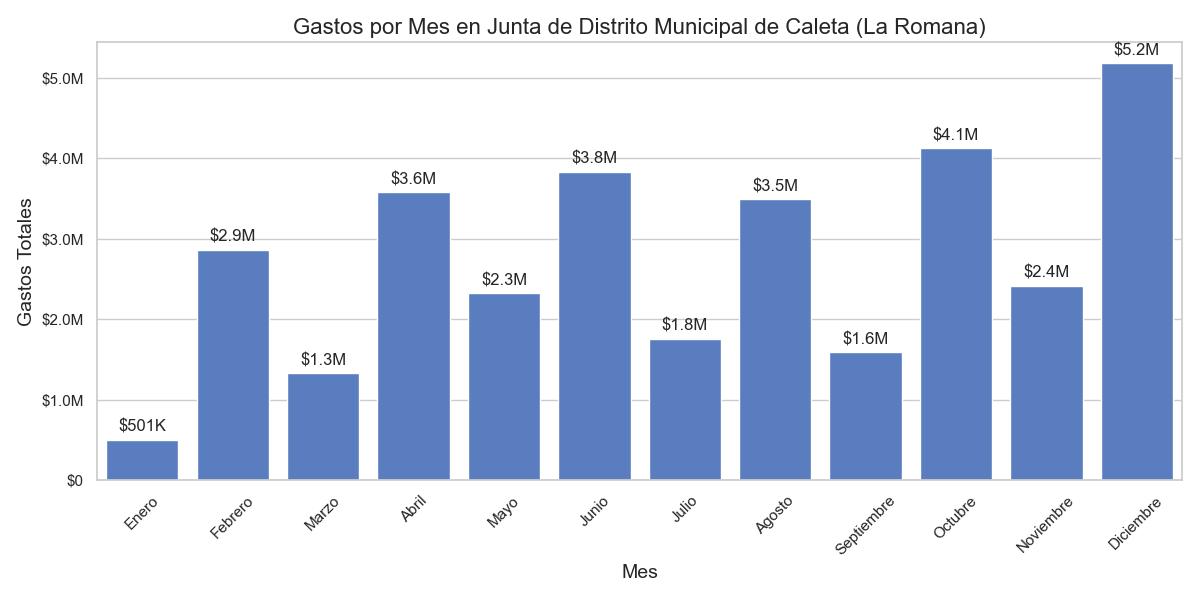 Gastos por Mes en Junta de Distrito Municipal de Caleta (La Romana)
Gastos Totales
$5.0M
$4.0M
$3.0M
$2.0M
$1.0M
$0
$501K
$2.9M
$1.3M
$3.6M
$2.3M
$3.8M
$1.8M
$3.5M
$1.6M
$4.1M
$2.4M
$5.2M
Enero
Febrero
Marzo
Abril
Mayo
Junio
Julio
Agosto
Septiembre
Octubre
Noviembre
Diciembre
Mes